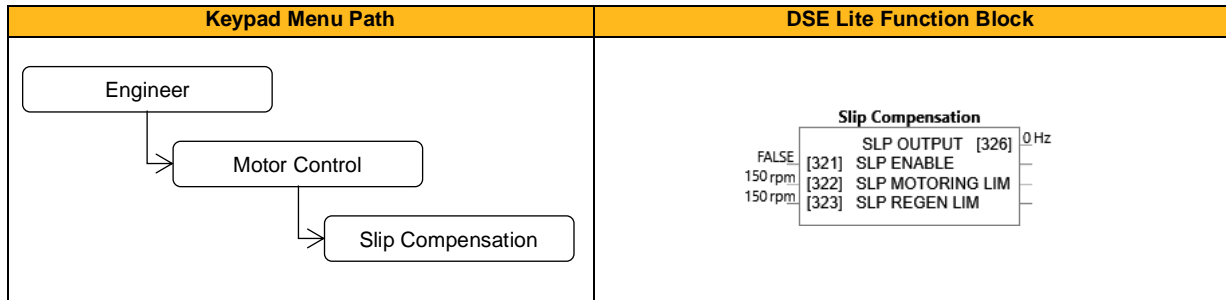 Keypad Menu Path
DSE Lite Function Block
Engineer
Motor Control
Slip Compensation
Slip Compensation
SLP OUTPUT [326] 0 Hz
FALSE [321] SLP ENABLE
150 rpm [322] SLP MOTORING LIM
150 rpm [323] SLP REGEN LIM